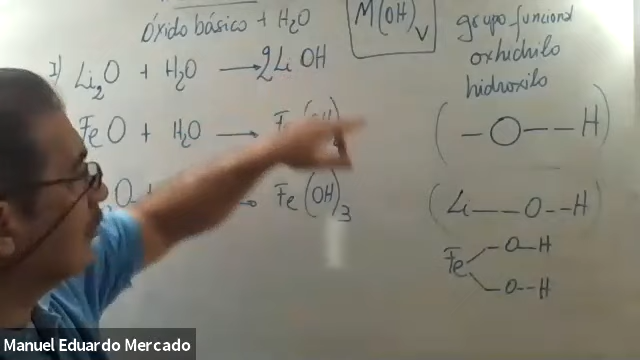 óxido básico + H₂O
M(OH)ᵥ
grupo funcional
oxhidrilo
hidroxilo
1) Li₂O + H₂O → 2Li OH
FeO + H₂O → Fe(OH)
O + → Fe(OH)₃
( — O — H )
( Li — O — H )
Fe — O — H
— O — H
Manuel Eduardo Mercado